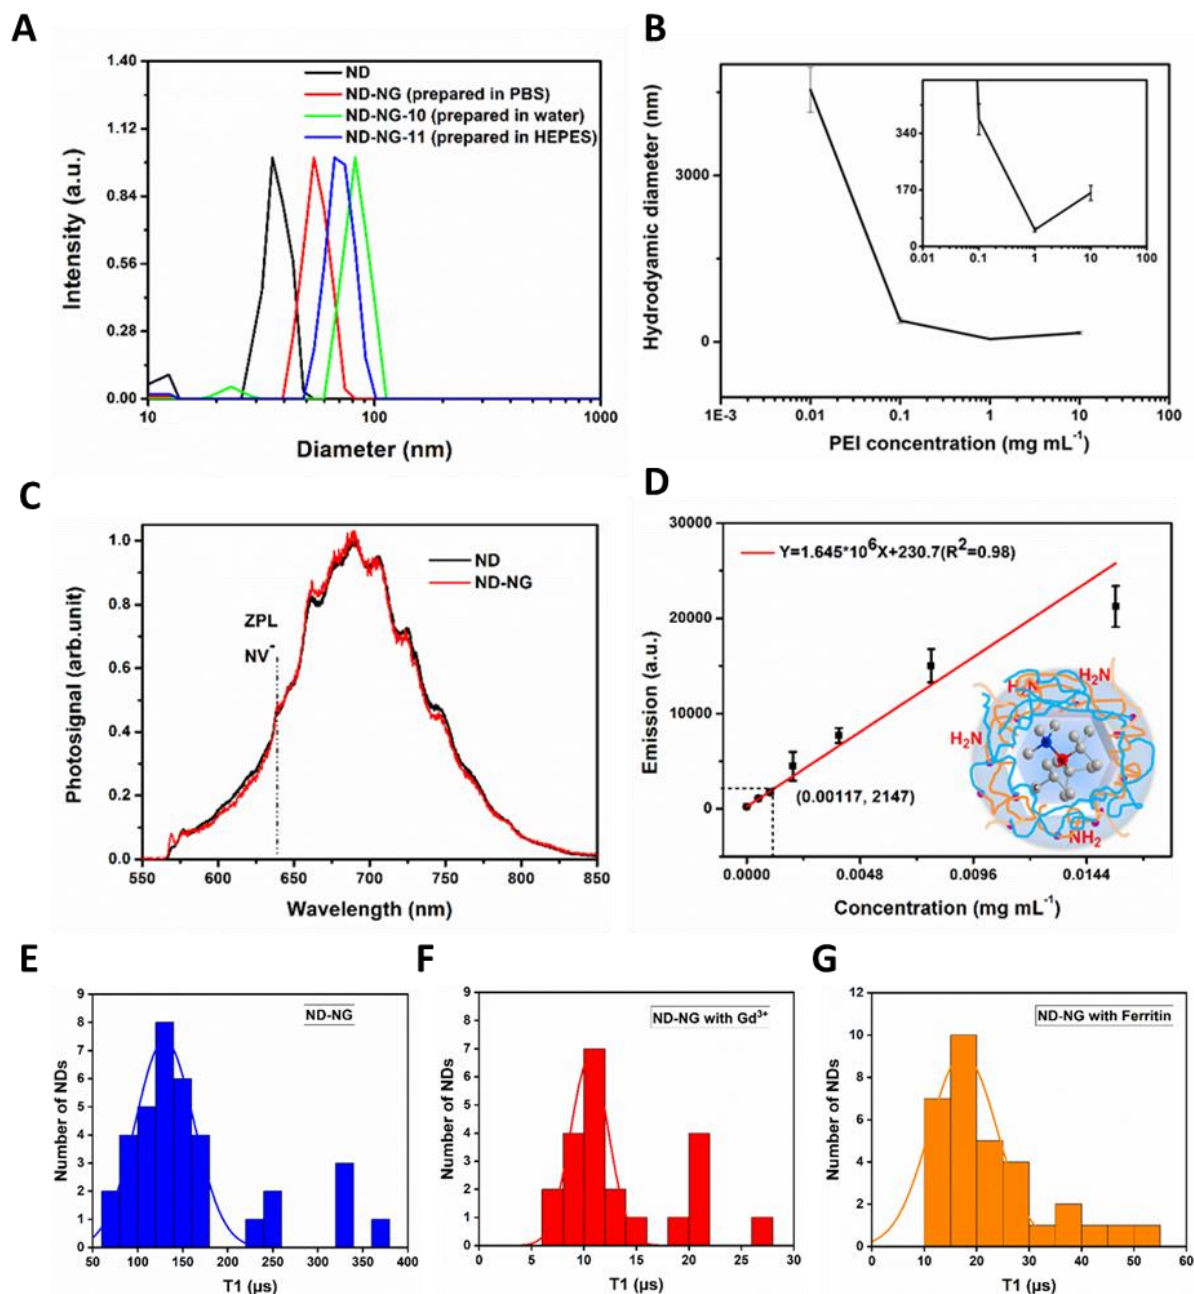 A
ND
ND-NG (prepared in PBS)
ND-NG-10 (prepared in water)
ND-NG-11 (prepared in HEPES)
1.40
1.12
0.84
0.56
0.28
0.00
10
100
1000
Intensity (a.u.)
Diameter (nm)
B
3000
0
1E-3
0.01
0.1
1
10
100
Hydrodyamic diameter (nm)
PEI concentration (mg mL⁻¹)
340
170
0
0.01
0.1
1
10
100
C
ND
ND-NG
ZPL
NV⁻
1.0
0.8
0.6
0.4
0.2
0.0
550
600
650
700
750
800
850
Photosignal (arb.unit)
Wavelength (nm)
D
Y=1.645*10⁶X+230.7(R²=0.98)
30000
20000
10000
0
0.0000
0.0048
0.0096
0.0144
Emission (a.u.)
Concentration (mg mL⁻¹)
(0.00117, 2147)
H₂N
H₂N
H₂N
NH₂
E
ND-NG
9
8
7
6
5
4
3
2
1
0
50
100
150
200
250
300
350
400
Number of NDs
T1 (µs)
F
ND-NG with Gd³⁺
9
8
7
6
5
4
3
2
1
0
0
5
10
15
20
25
30
Number of NDs
T1 (µs)
G
ND-NG with Ferritin
12
10
8
6
4
2
0
0
10
20
30
40
50
60
Number of NDs
T1 (µs)